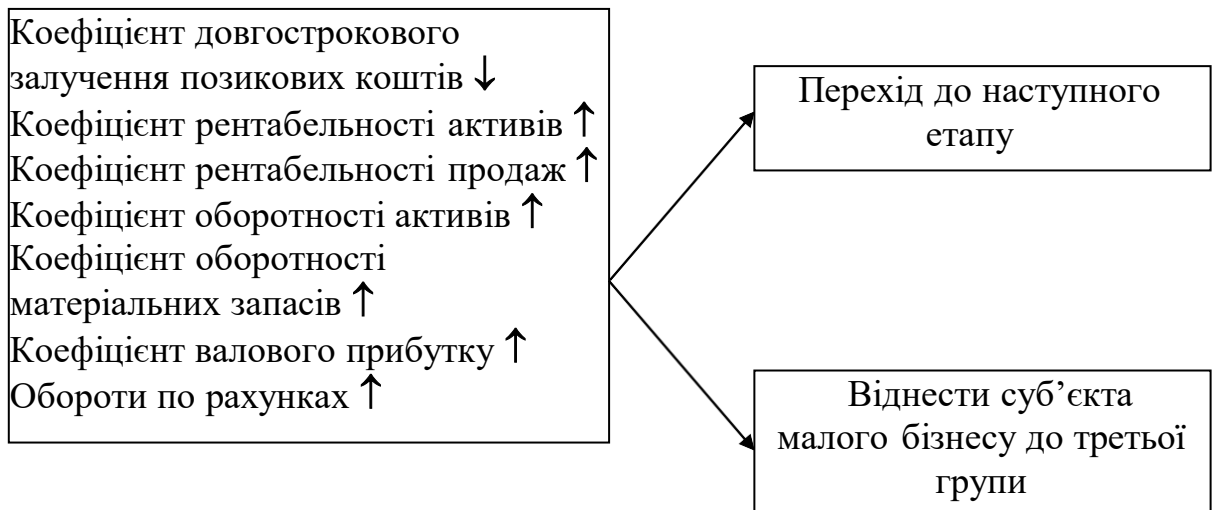 Коефіцієнт довгострокового
залучення позикових коштів ↓
Коефіцієнт рентабельності активів ↑
Коефіцієнт рентабельності продаж ↑
Коефіцієнт оборотності активів ↑
Коефіцієнт оборотності
матеріальних запасів ↑
Коефіцієнт валового прибутку ↑
Обороти по рахунках ↑
Перехід до наступного
етапу
Віднести суб’єкта
малого бізнесу до третьої
групи